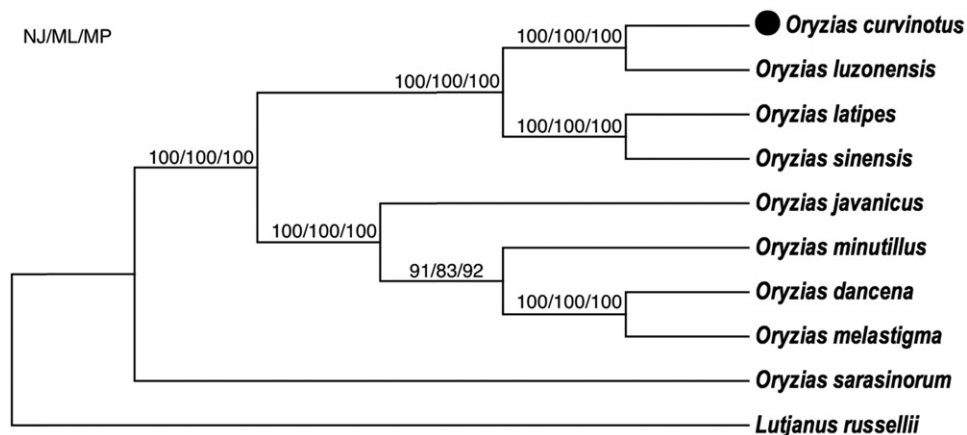 Oryzias curvinotus
NJ/ML/MP
100/100/100
Oryzias luzonensis
100/100/100
Oryzias latipes
100/100/100
Oryzias sinensis
100/100/100
Oryzias javanicus
100/100/100
Oryzias minutillus
91/83/92
Oryzias dancena
100/100/100
Oryzias melastigma
Oryzias sarasinorum
Lutjanus russellii